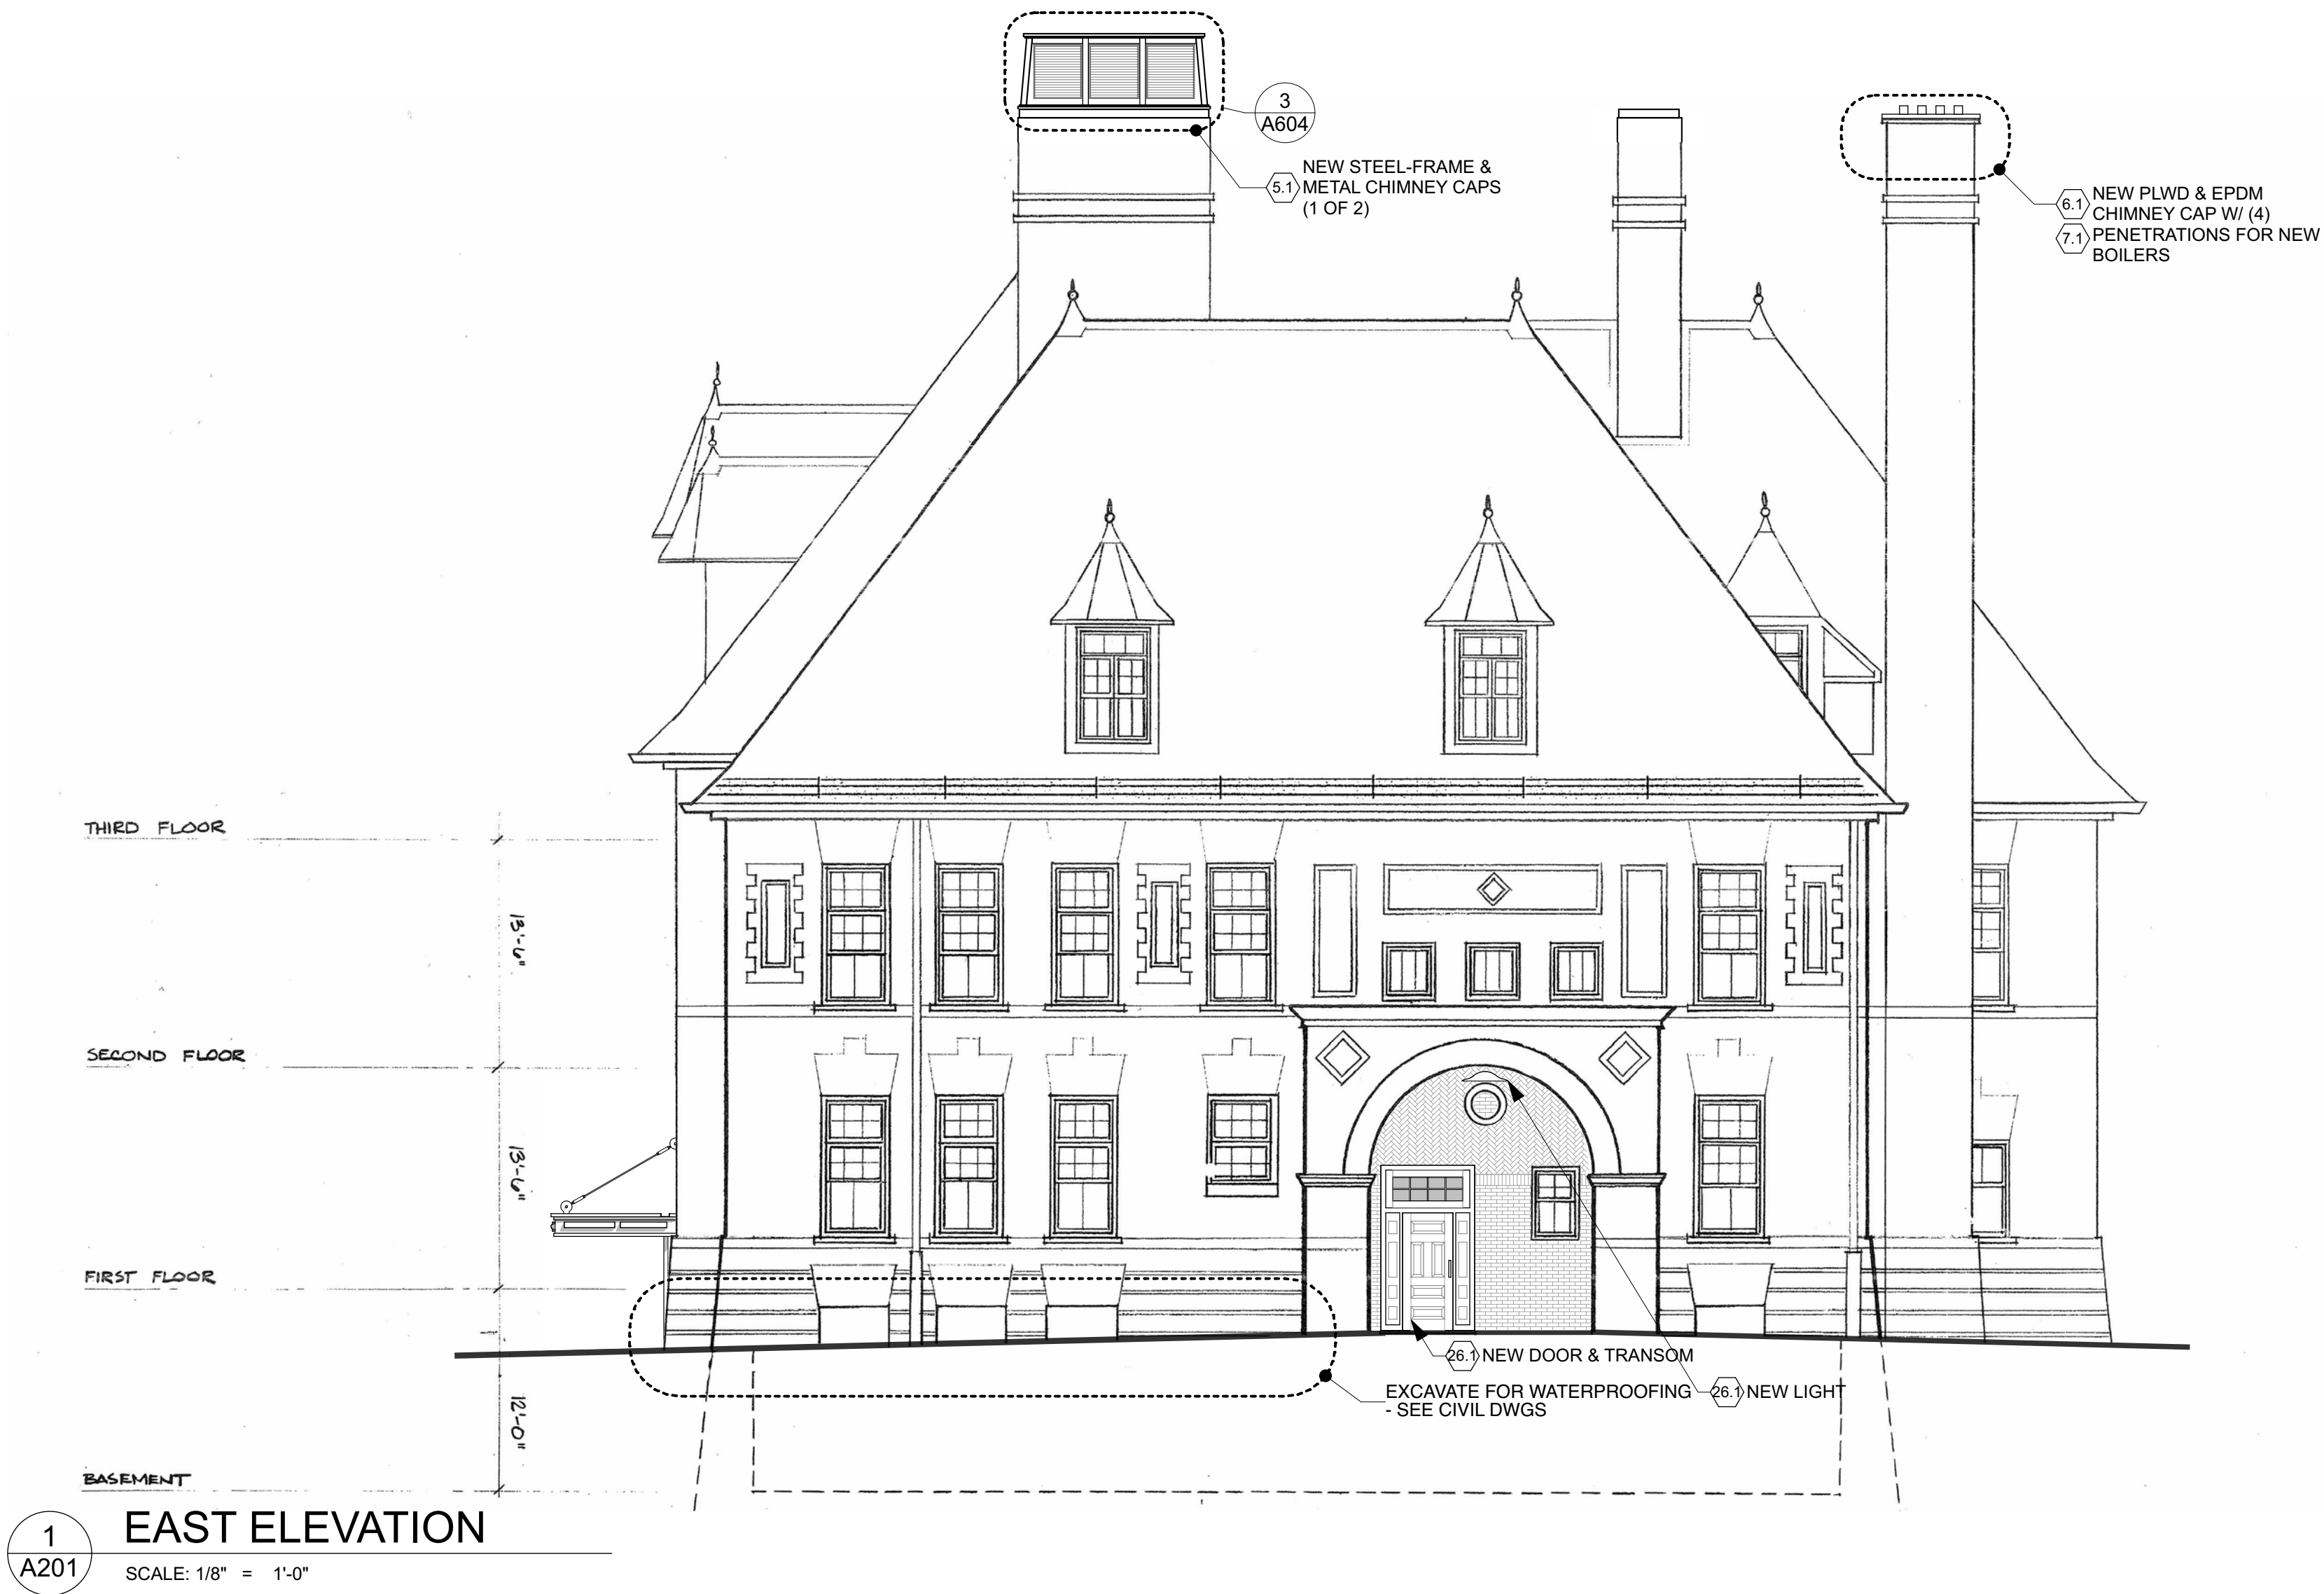 3
A604
5.1
NEW STEEL-FRAME &
METAL CHIMNEY CAPS
(1 OF 2)
6.1
7.1
NEW PLWD & EPDM
CHIMNEY CAP W/ (4)
PENETRATIONS FOR NEW
BOILERS
THIRD FLOOR
13'-6"
SECOND FLOOR
13'-6"
FIRST FLOOR
12'-0"
BASEMENT
26.1 NEW DOOR & TRANSOM
EXCAVATE FOR WATERPROOFING
- SEE CIVIL DWGS
26.1 NEW LIGHT
1
A201
EAST ELEVATION
SCALE: 1/8" = 1'-0"